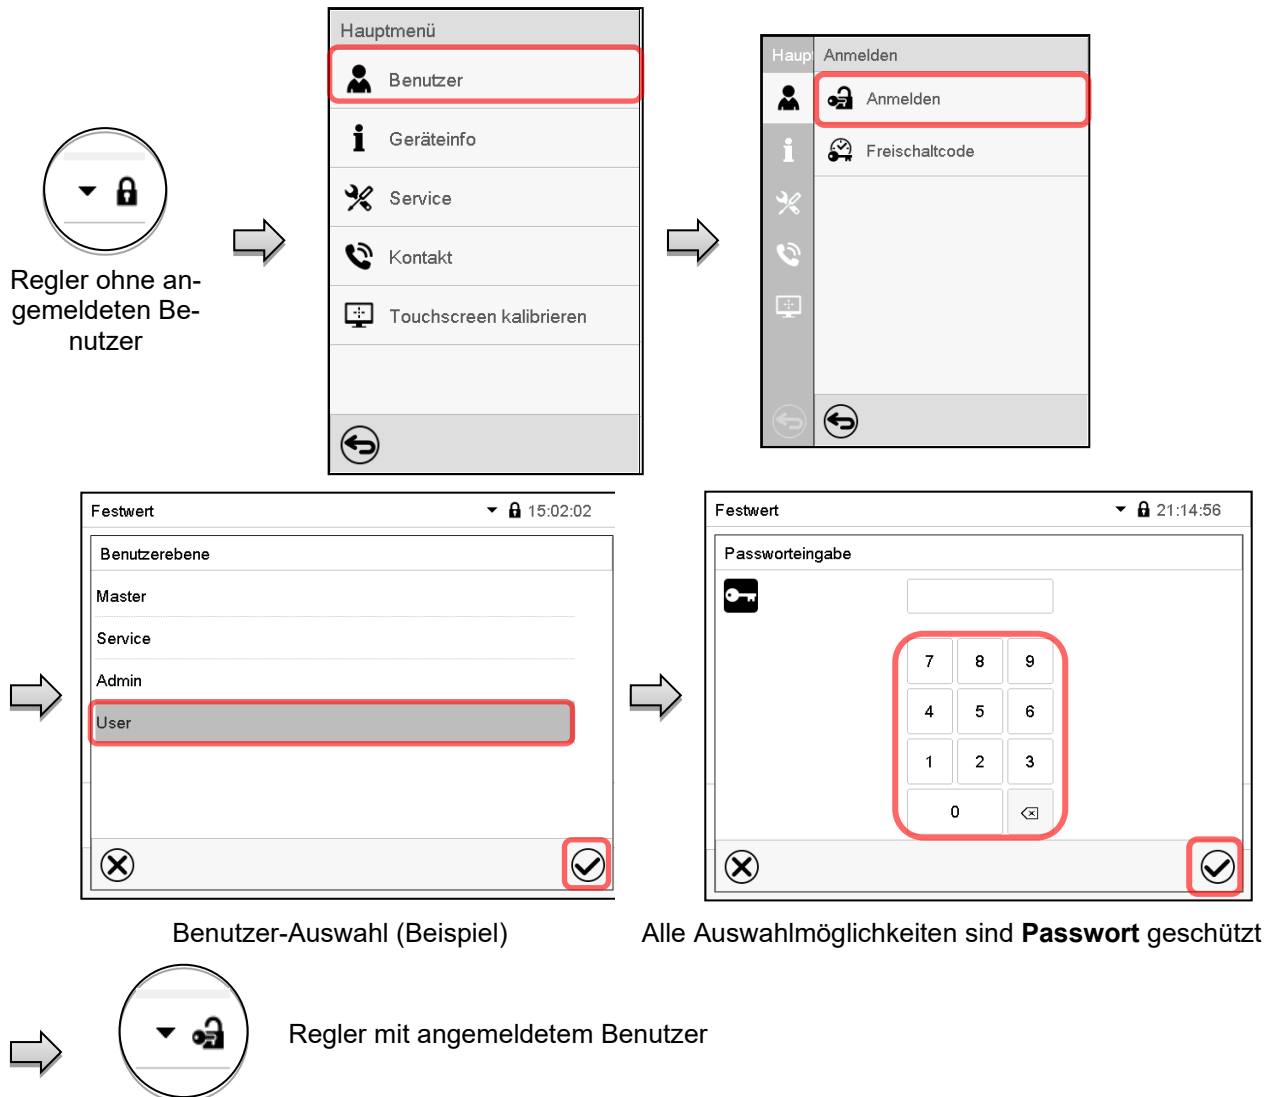 Hauptmenü
Benutzer
Geräteinfo
Service
Kontakt
Touchscreen kalibrieren
Regler ohne an-
gemeldeten Be-
nutzer
Haup
Anmelden
Anmelden
Freischaltcode
Festwert 15:02:02
Benutzerebene
Master
Service
Admin
User
Benutzer-Auswahl (Beispiel)
Festwert 21:14:56
Passworteingabe
7 8 9
4 5 6
1 2 3
0
Alle Auswahlmöglichkeiten sind Passwort geschützt
Regler mit angemeldetem Benutzer